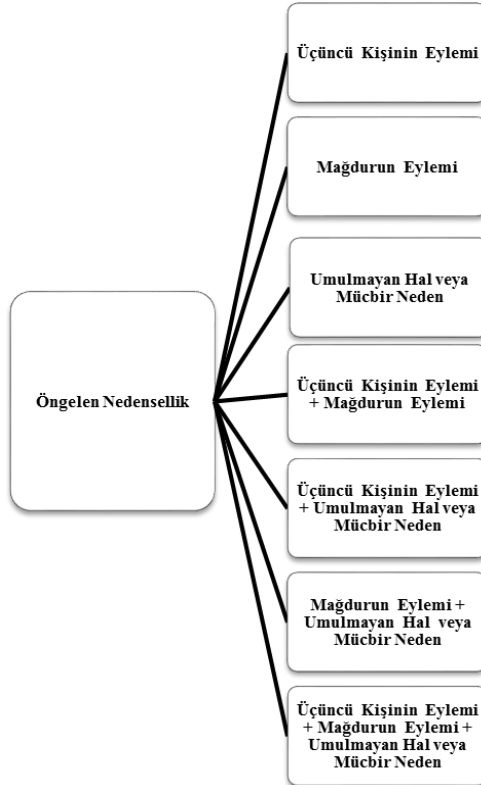 Üçüncü Kişinin Eylemi
Mağdurun Eylemi
Umulmayan Hal veya
Mücbir Neden
Öngelen Nedensellik
Üçüncü Kişinin Eylemi
+ Mağdurun Eylemi
Üçüncü Kişinin Eylemi
+ Umulmayan Hal veya
Mücbir Neden
Mağdurun Eylemi +
Umulmayan Hal veya
Mücbir Neden
Üçüncü Kişinin Eylemi
+ Mağdurun Eylemi +
Umulmayan Hal veya
Mücbir Neden